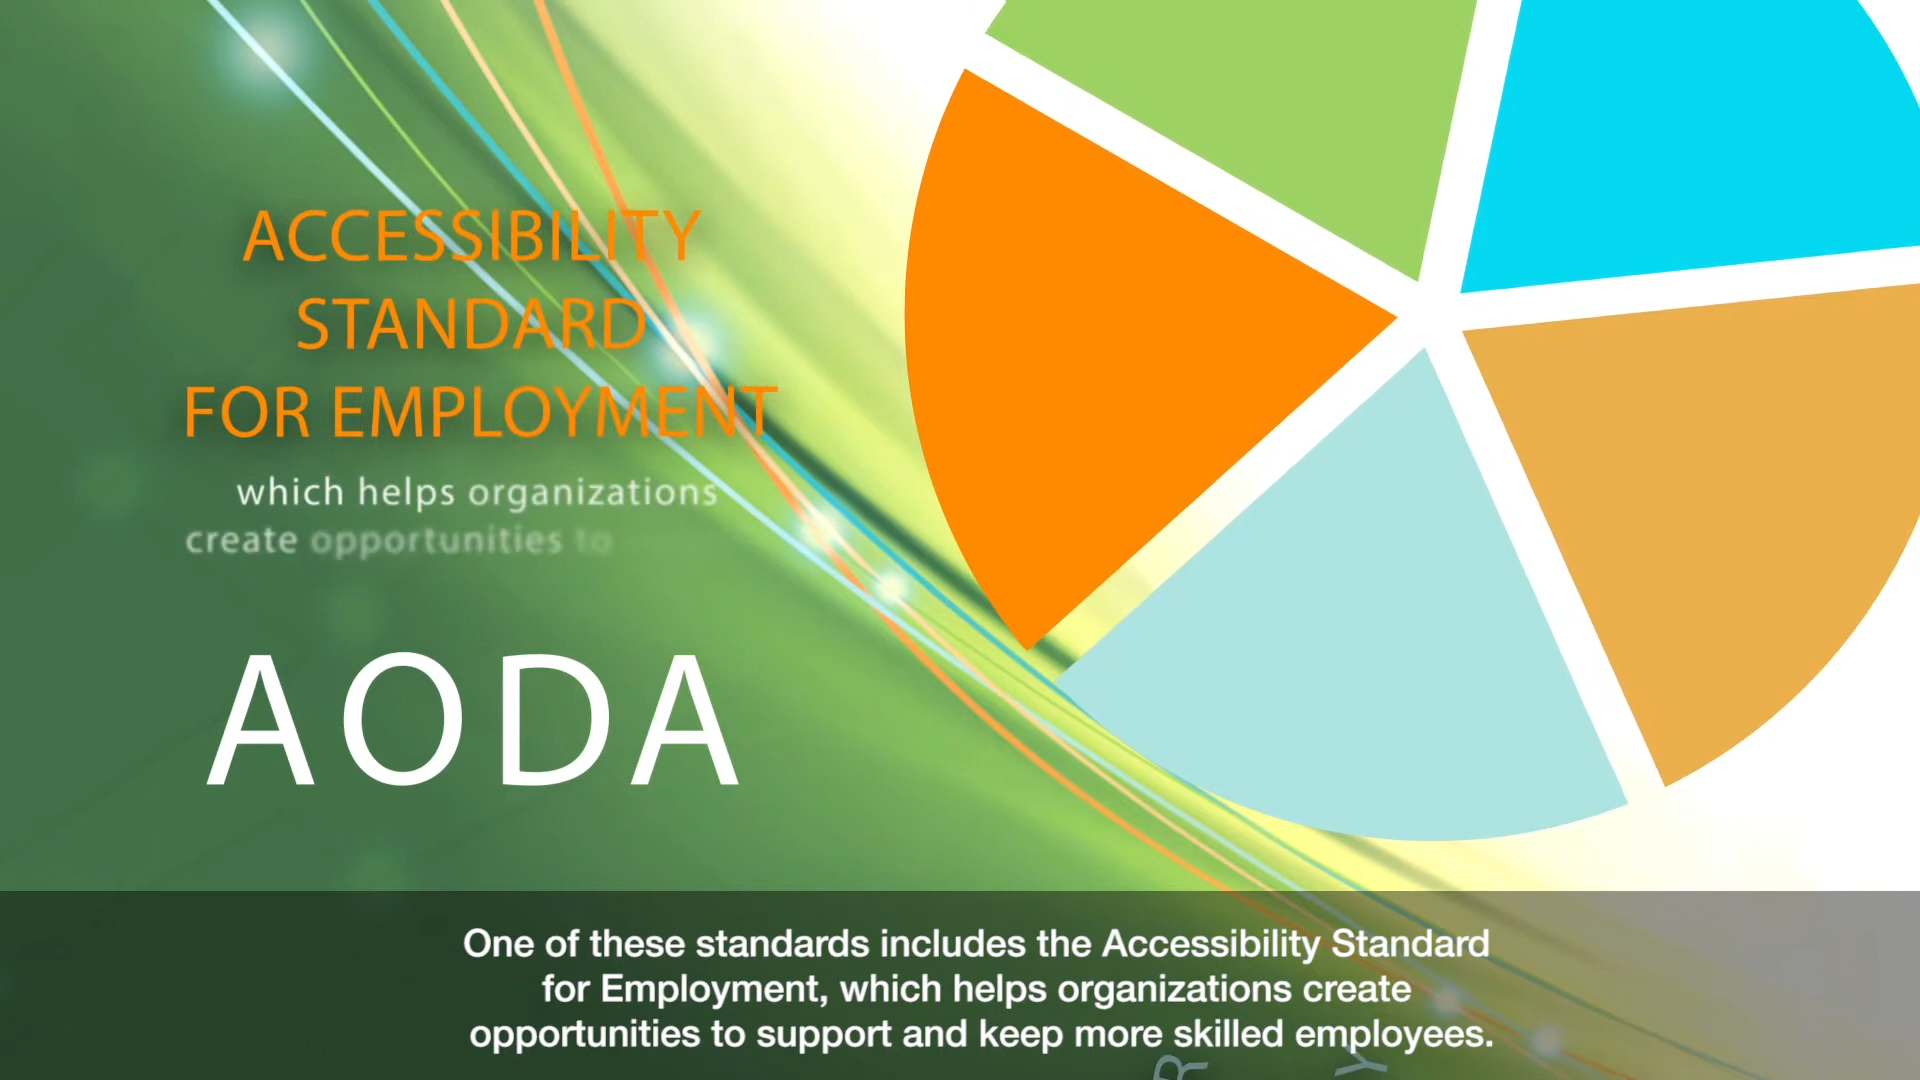 ACCESSIBILITY
STANDARD
FOR EMPLOYMENT
which helps organizations
create opportunities to
AODA
One of these standards includes the Accessibility Standard
for Employment, which helps organizations create
opportunities to support and keep more skilled employees.